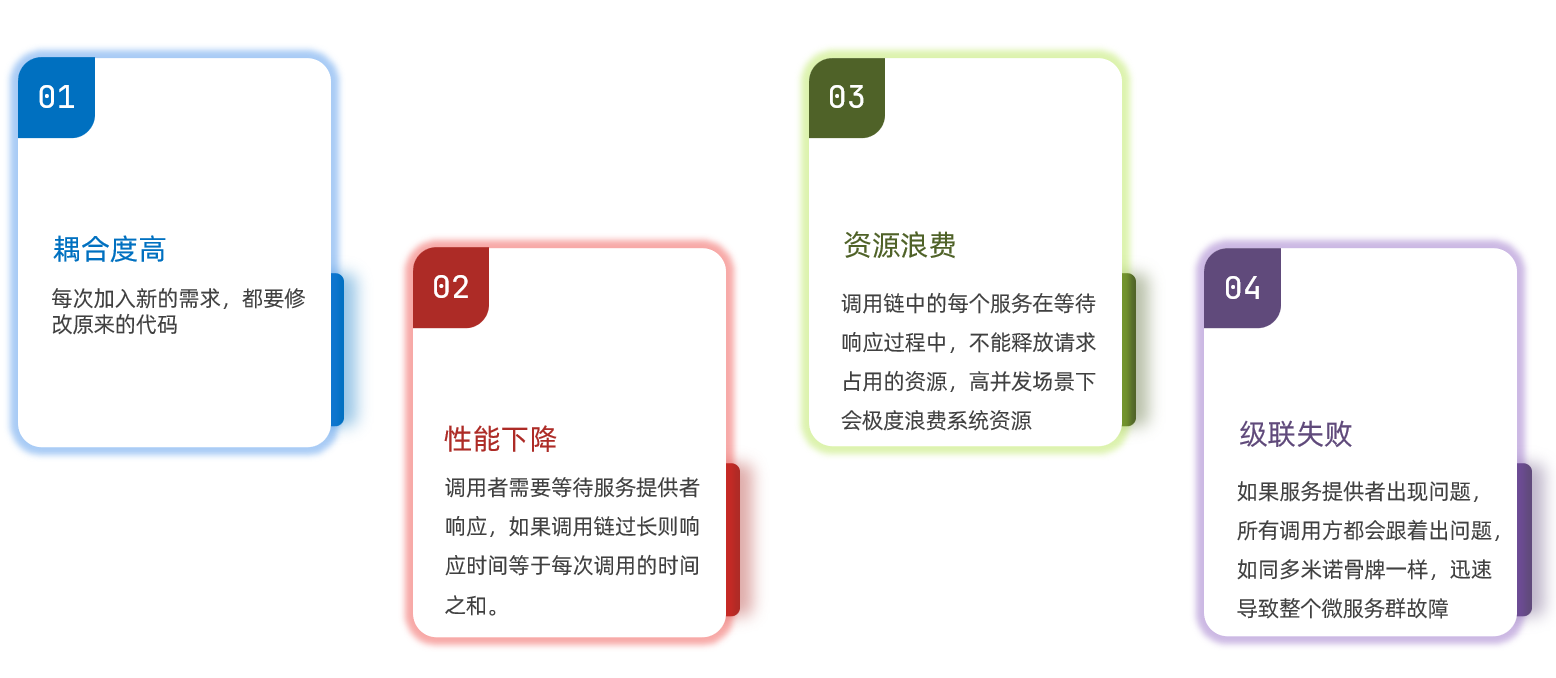 01
耦合度高
每次加入新的需求，都要修
改原来的代码
02
性能下降
调用者需要等待服务提供者
响应，如果调用链过长则响
应时间等于每次调用的时间
之和。
03
资源浪费
调用链中的每个服务在等待
响应过程中，不能释放请求
占用的资源，高并发场景下
会极度浪费系统资源
04
级联失败
如果服务提供者出现问题，
所有调用方都会跟着出问题，
如同多米诺骨牌一样，迅速
导致整个微服务群故障